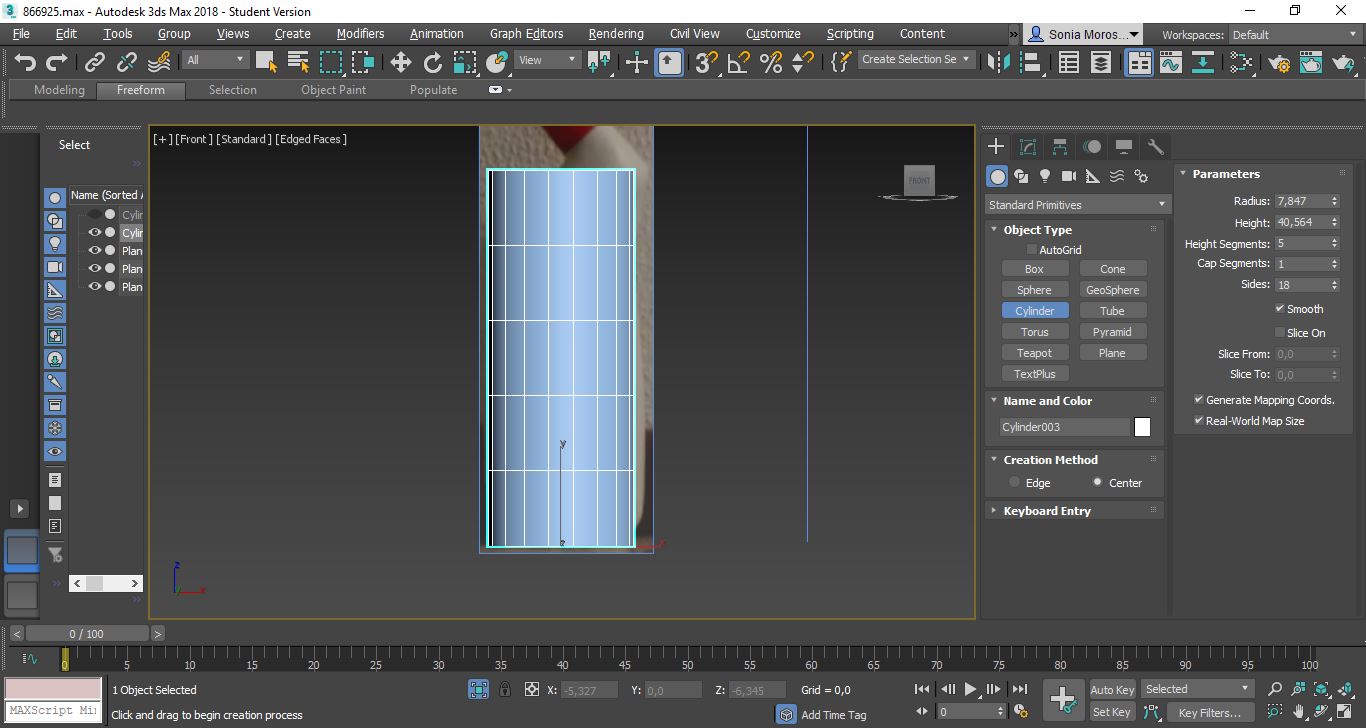 866925.max - Autodesk 3ds Max 2018 - Student Version
File Edit Tools Group Views Create Modifiers Animation Graph Editors Rendering Civil View Customize Scripting Content » Sonia Moros... Workspaces: Default
All View Create Selection Se
Modeling Freeform Selection Object Paint Populate
Select
Name (Sorted A
Cylin
Cylin
Plan
Plan
Plan
[+] [Front] [Standard] [Edged Faces]
FRONT
y
z
x
z
y
x
Standard Primitives
Object Type
AutoGrid
Box Cone
Sphere GeoSphere
Cylinder Tube
Torus Pyramid
Teapot Plane
TextPlus
Name and Color
Cylinder003
Creation Method
Edge Center
Keyboard Entry
Parameters
Radius: 7,847
Height: 40,564
Height Segments: 5
Cap Segments: 1
Sides: 18
Smooth
Slice On
Slice From: 0,0
Slice To: 0,0
Generate Mapping Coords.
Real-World Map Size
< 0 / 100 >
0 5 10 15 20 25 30 35 40 45 50 55 60 65 70 75 80 85 90 95 100
1 Object Selected X: -5,327 Y: 0,0 Z: -6,345 Grid = 0,0 Auto Key Selected
MAXScript Mi Click and drag to begin creation process Add Time Tag 0 Set Key Key Filters...